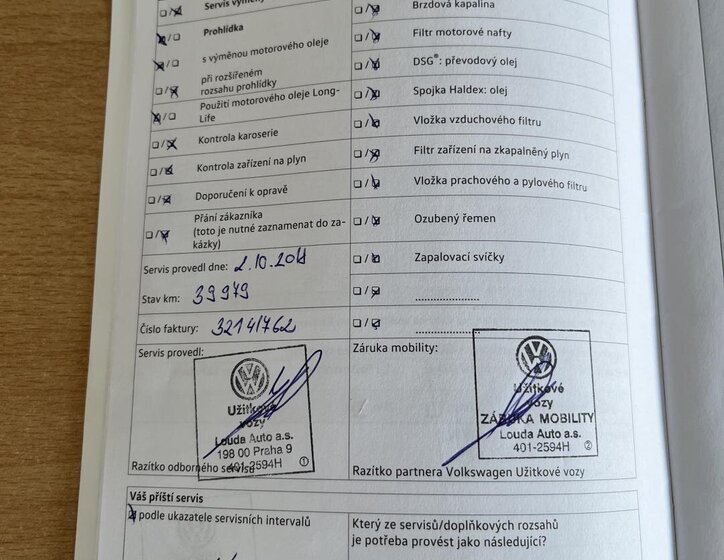 Servis výměny
Prohlídka
s výměnou motorového oleje
při rozšířeném
rozsahu prohlídky
Použití motorového oleje Long-
Life
Kontrola karoserie
Kontrola zařízení na plyn
Doporučení k opravě
Přání zákazníka
(toto je nutné zaznamenat do za-
kázky)
Servis provedl dne: 2.10.20
Stav km: 39979
Číslo faktury: 32141762
Servis provedl:
Užitkové
vozy
Louda Auto a.s.
198 00 Praha 9
401-2594H 1
Razítko odborného servisu
Brzdová kapalina
Filtr motorové nafty
DSG®: převodový olej
Spojka Haldex: olej
Vložka vzduchového filtru
Filtr zařízení na zkapalněný plyn
Vložka prachového a pylového filtru
Ozubený řemen
Zapalovací svíčky
Záruka mobility:
Užitkové
vozy
ZÁRUKA MOBILITY
Louda Auto a.s.
401-2594H 2
Razítko partnera Volkswagen Užitkové vozy
Váš příští servis
podle ukazatele servisních intervalů
Který ze servisů/doplňkových rozsahů
je potřeba provést jako následující?